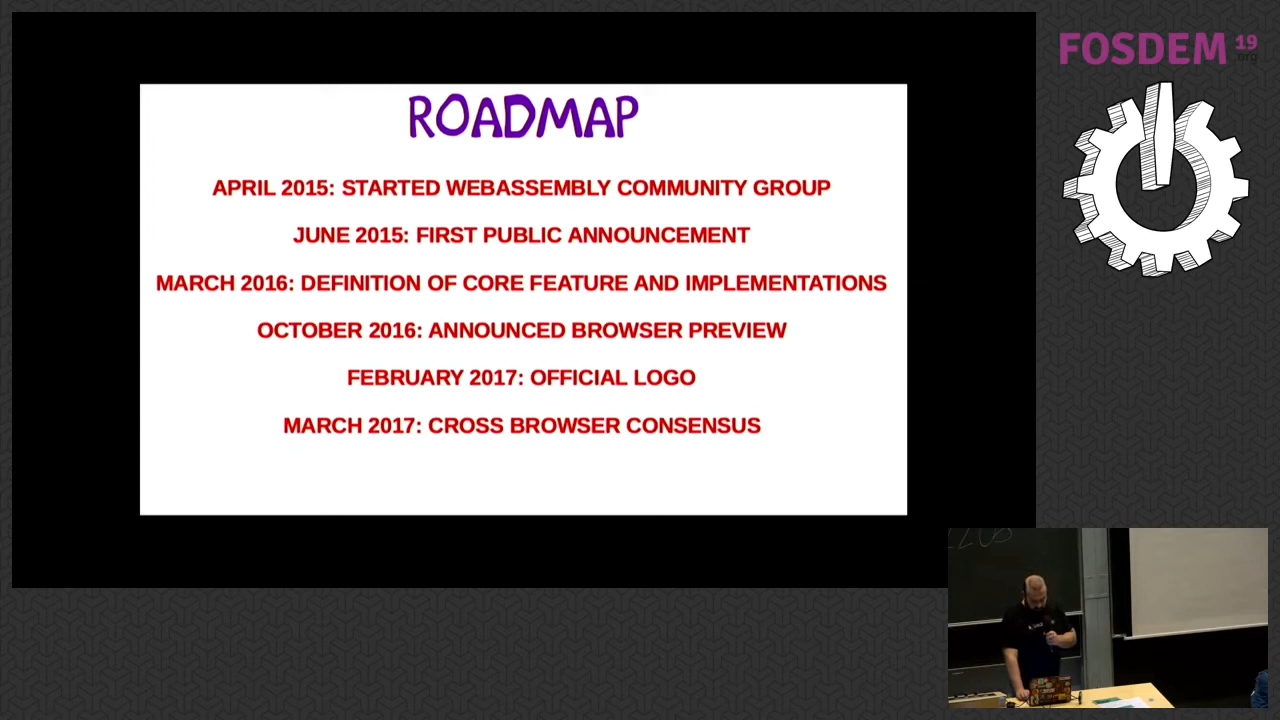 FOSDEM 19
.org
ROADMAP
APRIL 2015: STARTED WEBASSEMBLY COMMUNITY GROUP
JUNE 2015: FIRST PUBLIC ANNOUNCEMENT
MARCH 2016: DEFINITION OF CORE FEATURE AND IMPLEMENTATIONS
OCTOBER 2016: ANNOUNCED BROWSER PREVIEW
FEBRUARY 2017: OFFICIAL LOGO
MARCH 2017: CROSS BROWSER CONSENSUS